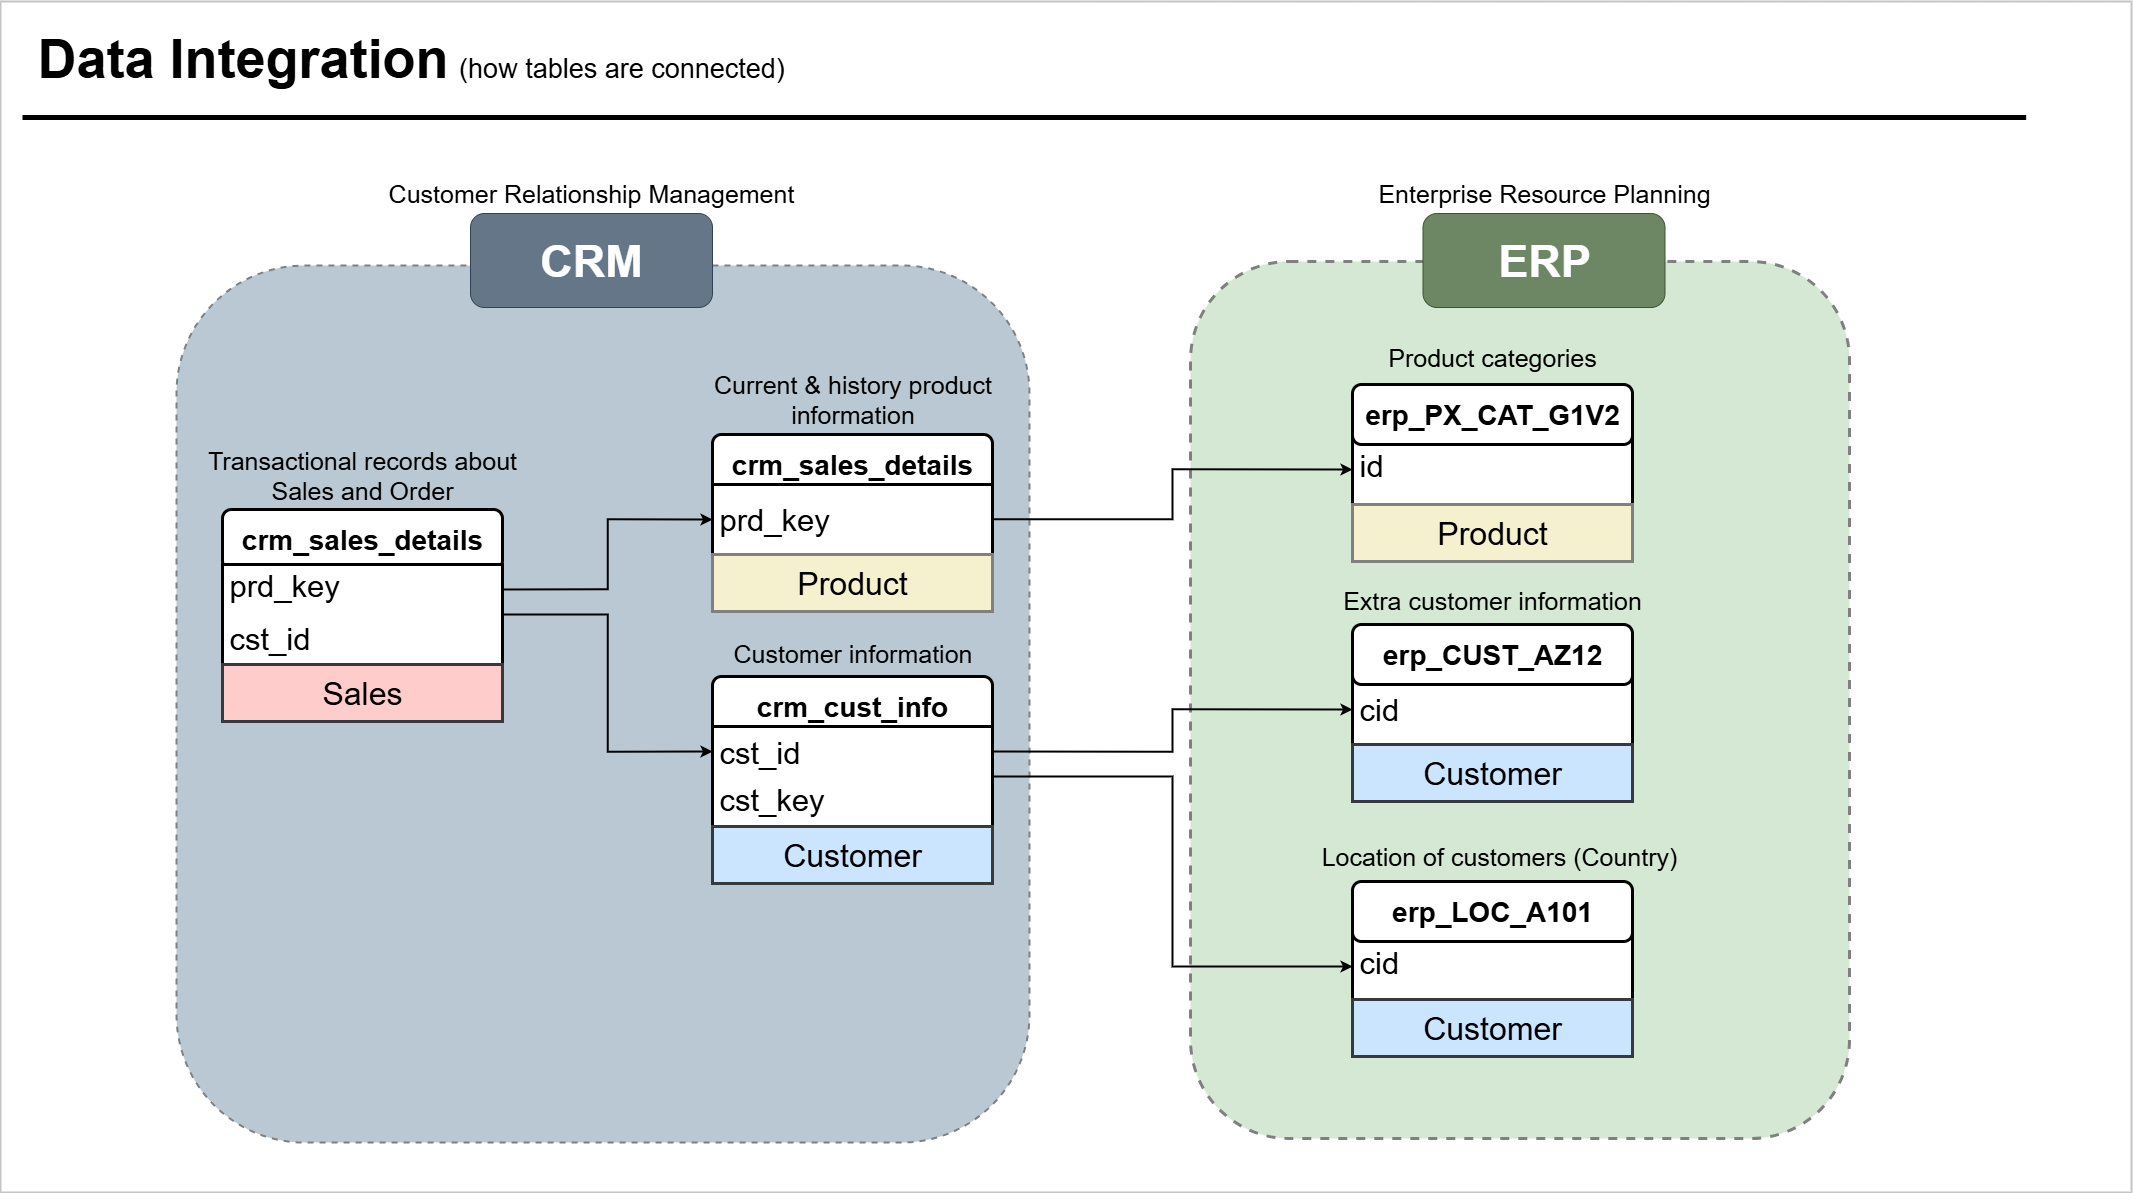 Data Integration (how tables are connected)
Customer Relationship Management
CRM
Transactional records about
Sales and Order
crm_sales_details
prd_key
cst_id
Sales
Current & history product
information
crm_sales_details
prd_key
Product
Customer information
crm_cust_info
cst_id
cst_key
Customer
Enterprise Resource Planning
ERP
Product categories
erp_PX_CAT_G1V2
id
Product
Extra customer information
erp_CUST_AZ12
cid
Customer
Location of customers (Country)
erp_LOC_A101
cid
Customer